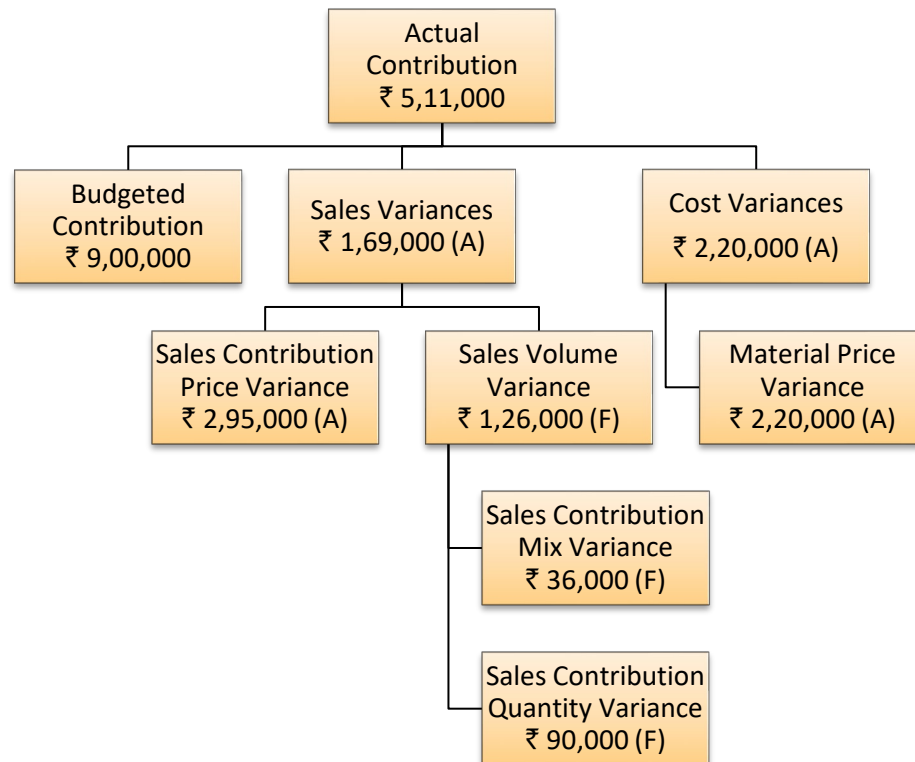 Actual
Contribution
₹ 5,11,000
Budgeted
Contribution
₹ 9,00,000
Sales Variances
₹ 1,69,000 (A)
Cost Variances
₹ 2,20,000 (A)
Sales Contribution
Price Variance
₹ 2,95,000 (A)
Sales Volume
Variance
₹ 1,26,000 (F)
Material Price
Variance
₹ 2,20,000 (A)
Sales Contribution
Mix Variance
₹ 36,000 (F)
Sales Contribution
Quantity Variance
₹ 90,000 (F)